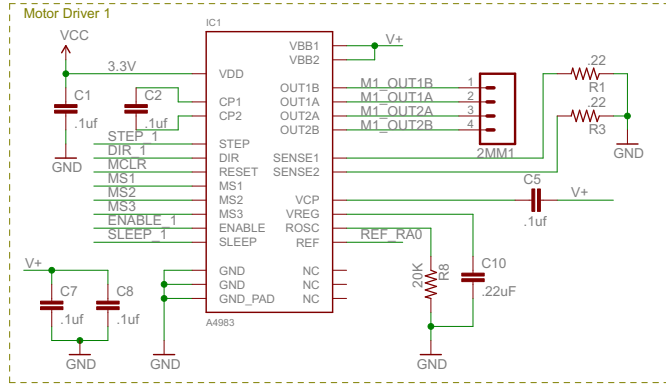 Motor Driver 1
IC1
VCC
3.3V
VDD
VBB1
VBB2
V+
C1
.1uf
C2
.1uf
CP1
CP2
OUT1B
OUT1A
OUT2A
OUT2B
M1_OUT1B
M1_OUT1A
M1_OUT2A
M1_OUT2B
1
2
3
4
2MM1
.22
R1
.22
R3
GND
GND
STEP_1
DIR_1
MCLR
MS1
MS2
MS3
ENABLE_1
SLEEP_1
STEP
DIR
RESET
MS1
MS2
MS3
ENABLE
SLEEP
SENSE1
SENSE2
VCP
VREG
ROSC
REF
REF_RA0
C5
.1uf
V+
V+
C7
.1uf
C8
.1uf
GND
GND
GND
GND_PAD
NC
NC
NC
20K
R8
C10
.22uF
A4983
GND
GND